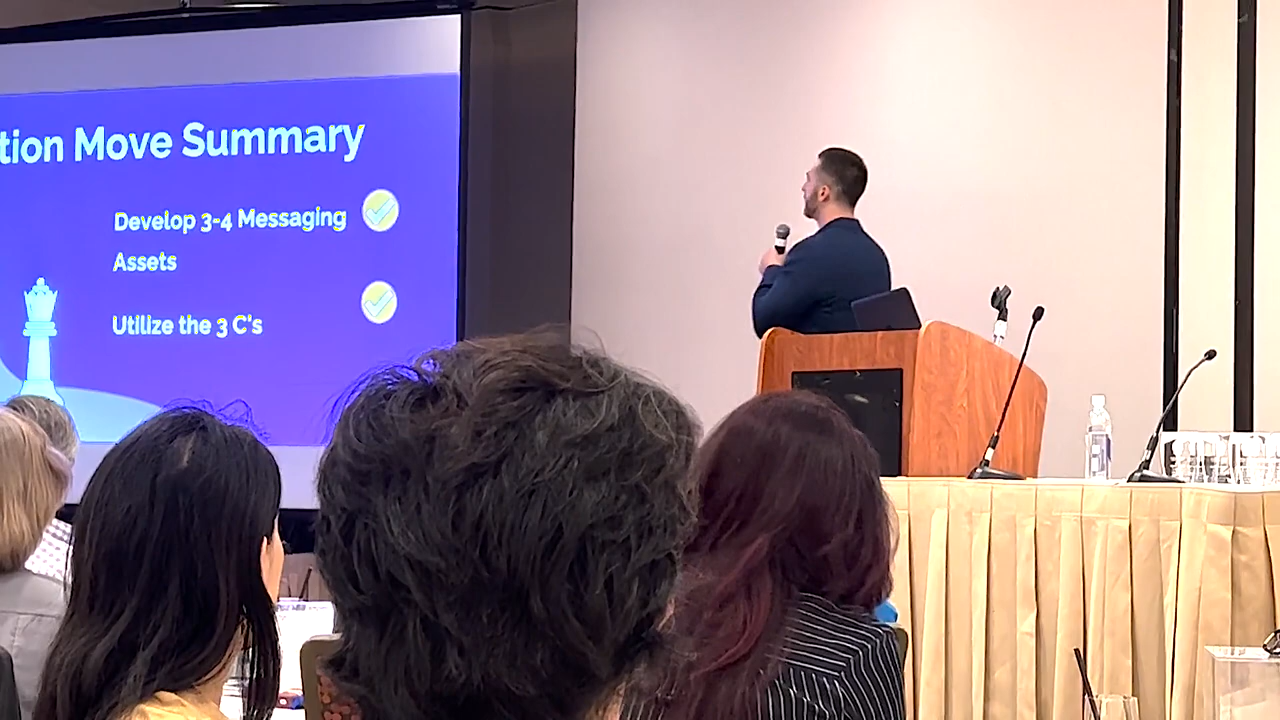 tion Move Summary
Develop 3-4 Messaging
Assets
Utilize the 3 C's